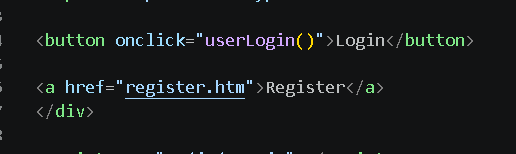 <button onclick="userLogin()">Login</button>
<a href="register.htm">Register</a>
</div>